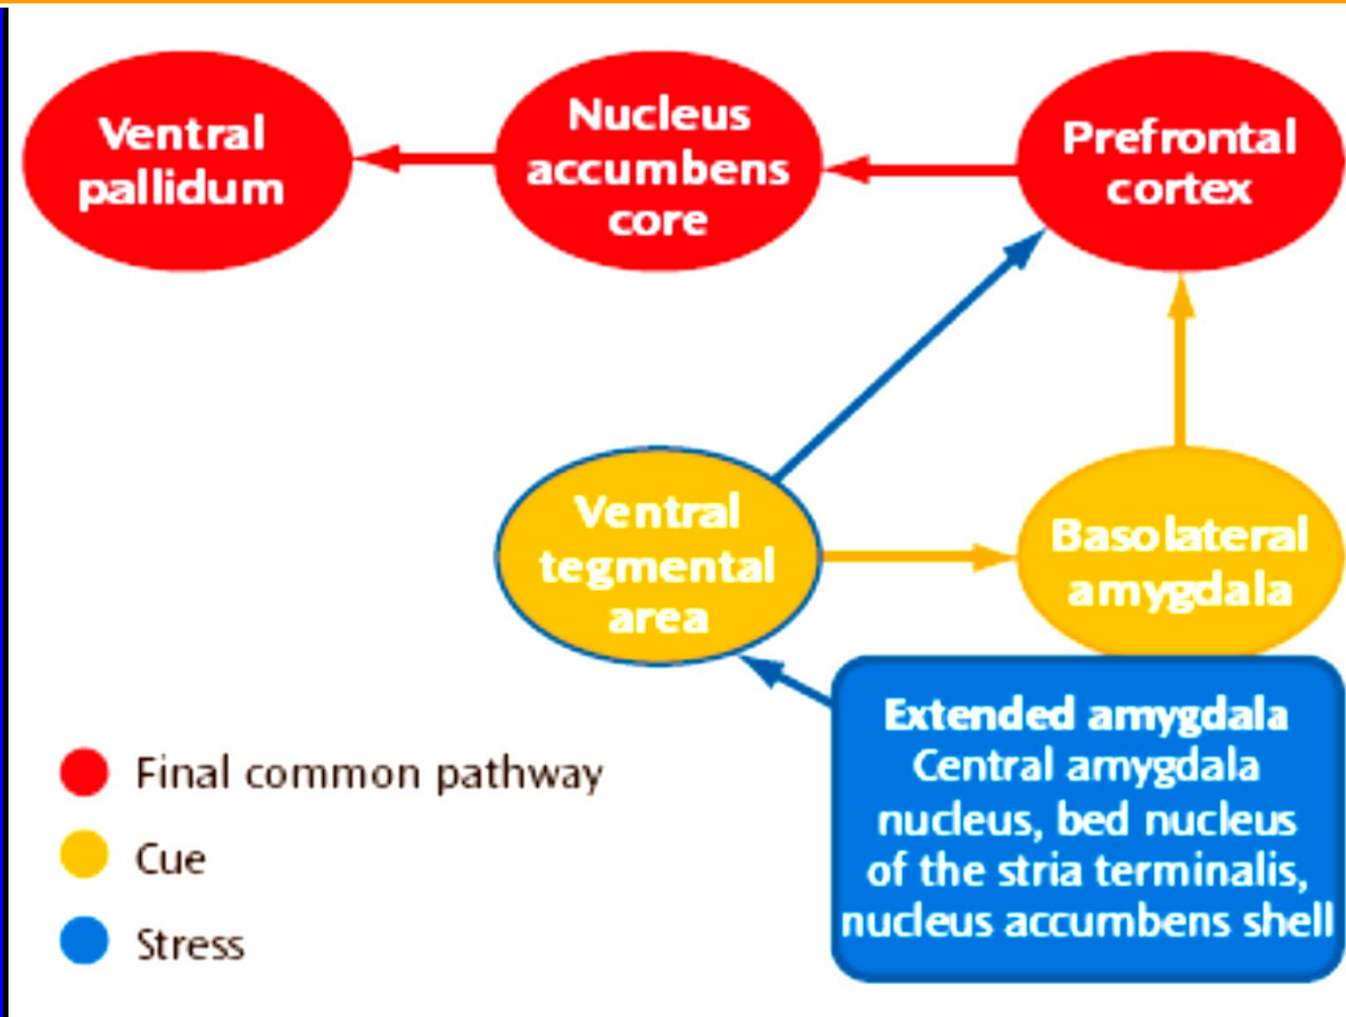 Ventral
pallidum
Nucleus
accumbens
core
Prefrontal
cortex
Ventral
tegmental
area
Basolateral
amygdala
Extended amygdala
Central amygdala
nucleus, bed nucleus
of the stria terminalis,
nucleus accumbens shell
Final common pathway
Cue
Stress